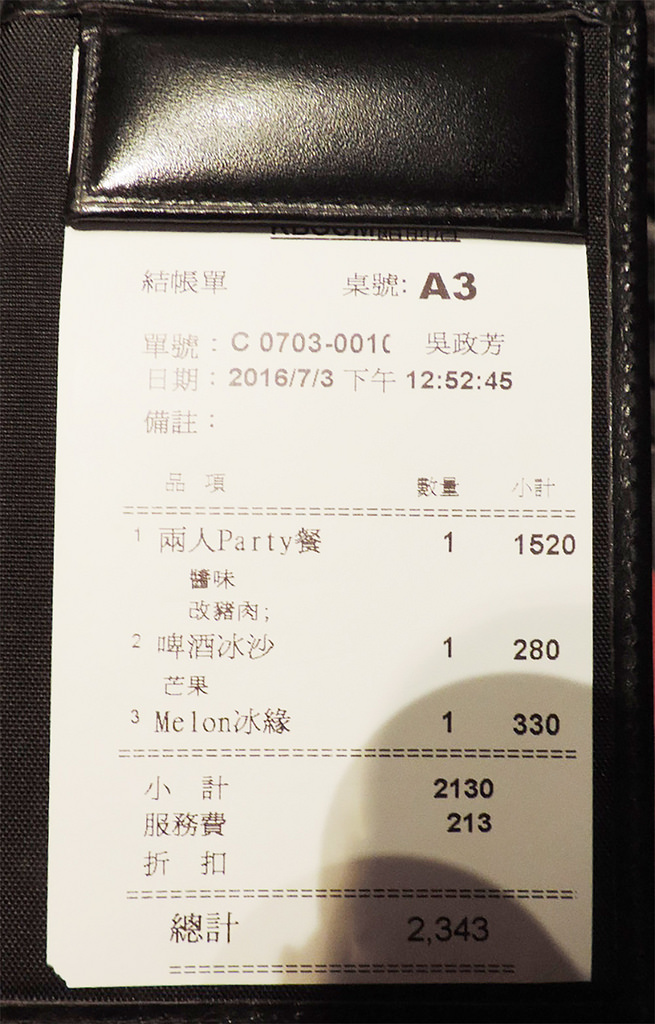 結帳單 桌號: A3
單號：C 0703-001 吳政芳
日期：2016/7/3 下午 12:52:45
備註：
品 項 數量 小計
1 兩人Party餐 1 1520
醬味
改豬肉;
2 啤酒冰沙 1 280
芒果
3 Melon冰緣 1 330
小 計 2130
服務費 213
折 扣
總計 2,343